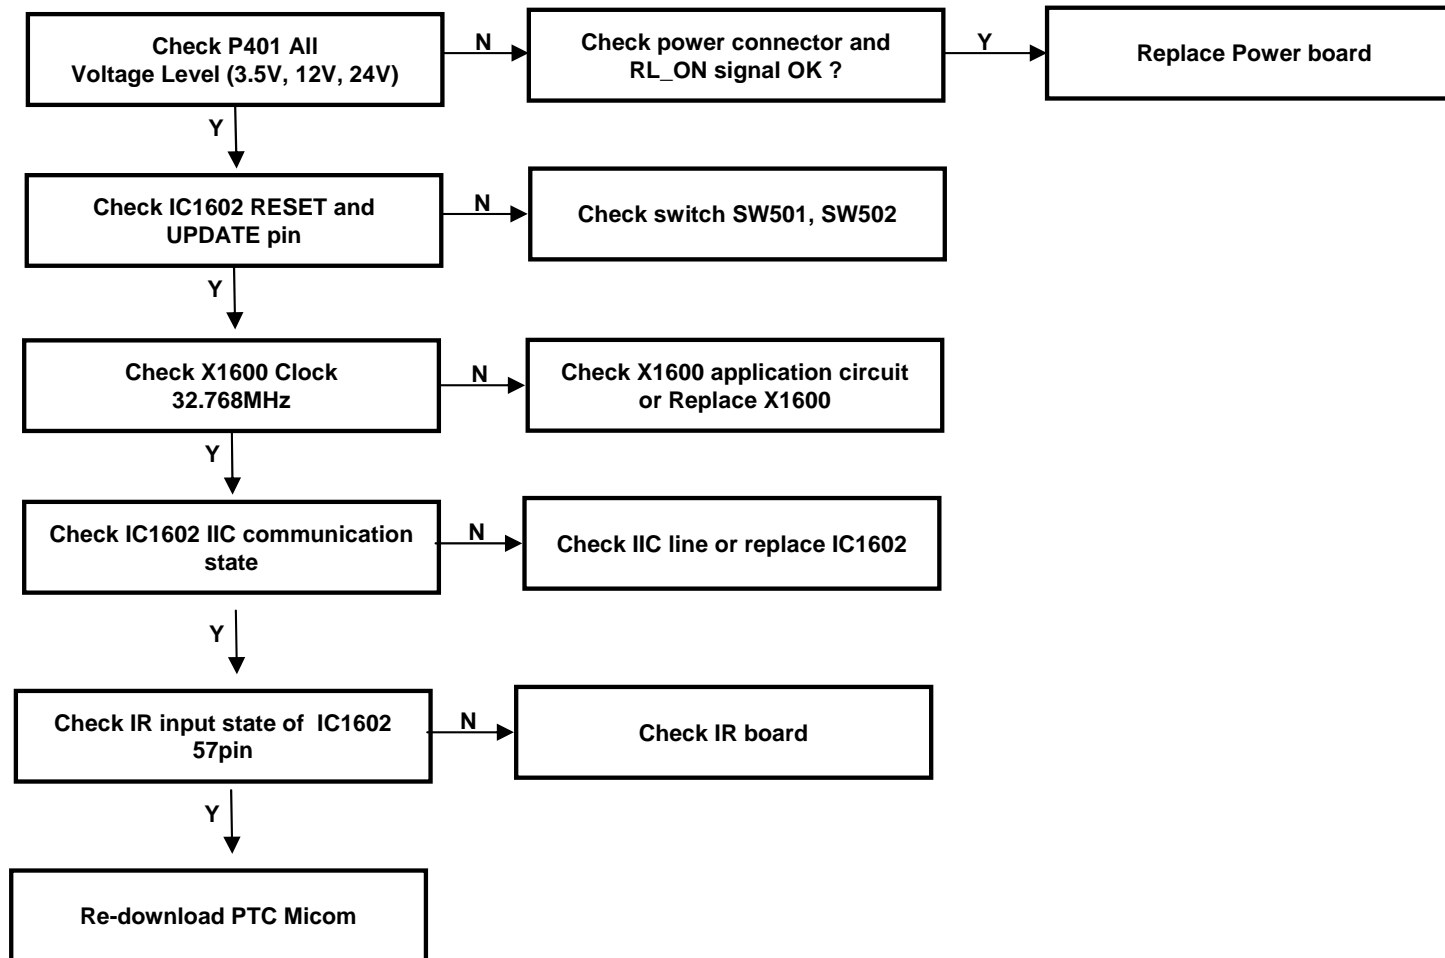 Check P401 All
Voltage Level (3.5V, 12V, 24V)
N
Check power connector and
RL_ON signal OK ?
Y
Replace Power board
Y
Check IC1602 RESET and
UPDATE pin
N
Check switch SW501, SW502
Y
Check X1600 Clock
32.768MHz
N
Check X1600 application circuit
or Replace X1600
Y
Check IC1602 IIC communication
state
N
Check IIC line or replace IC1602
Y
Check IR input state of IC1602
57pin
N
Check IR board
Y
Re-download PTC Micom